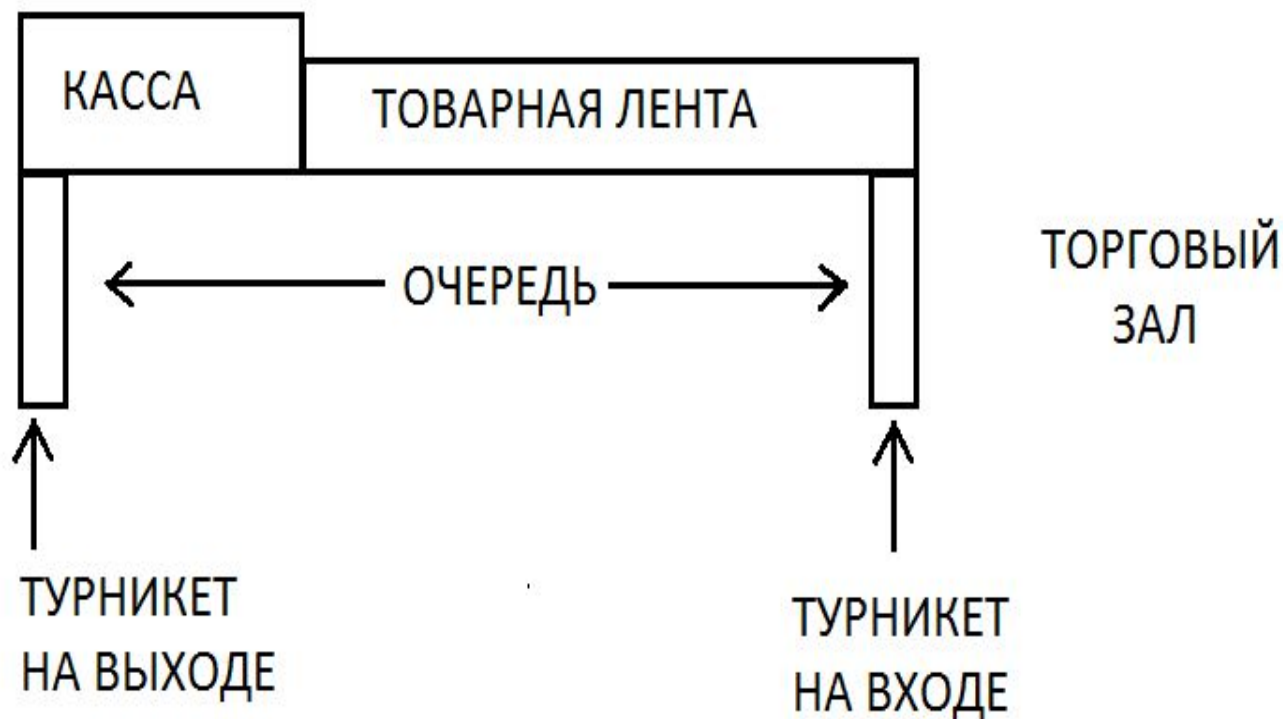 КАССА
ТОВАРНАЯ ЛЕНТА
ОЧЕРЕДЬ
ТОРГОВЫЙ
ЗАЛ
ТУРНИКЕТ
НА ВЫХОДЕ
ТУРНИКЕТ
НА ВХОДЕ